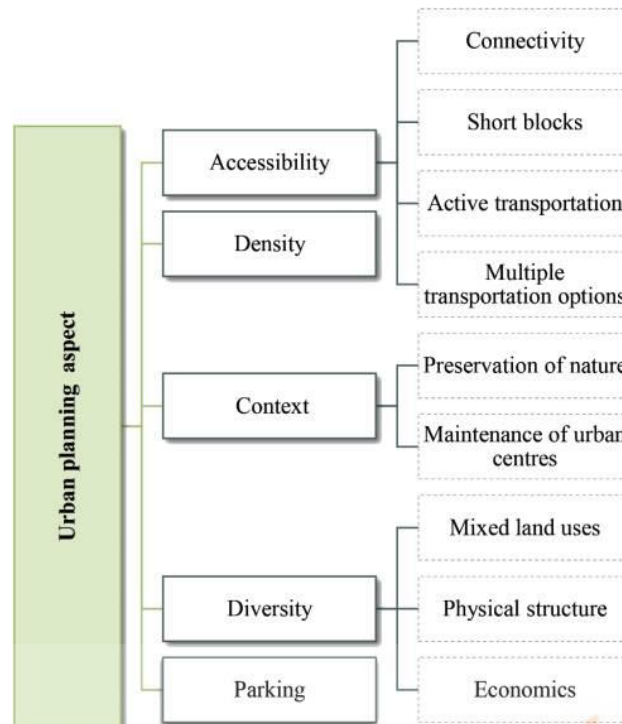 Urban planning aspect
Accessibility
Density
Context
Diversity
Parking
Connectivity
Short blocks
Active transportation
Multiple
transportation options
Preservation of nature
Maintenance of urban
centres
Mixed land uses
Physical structure
Economics